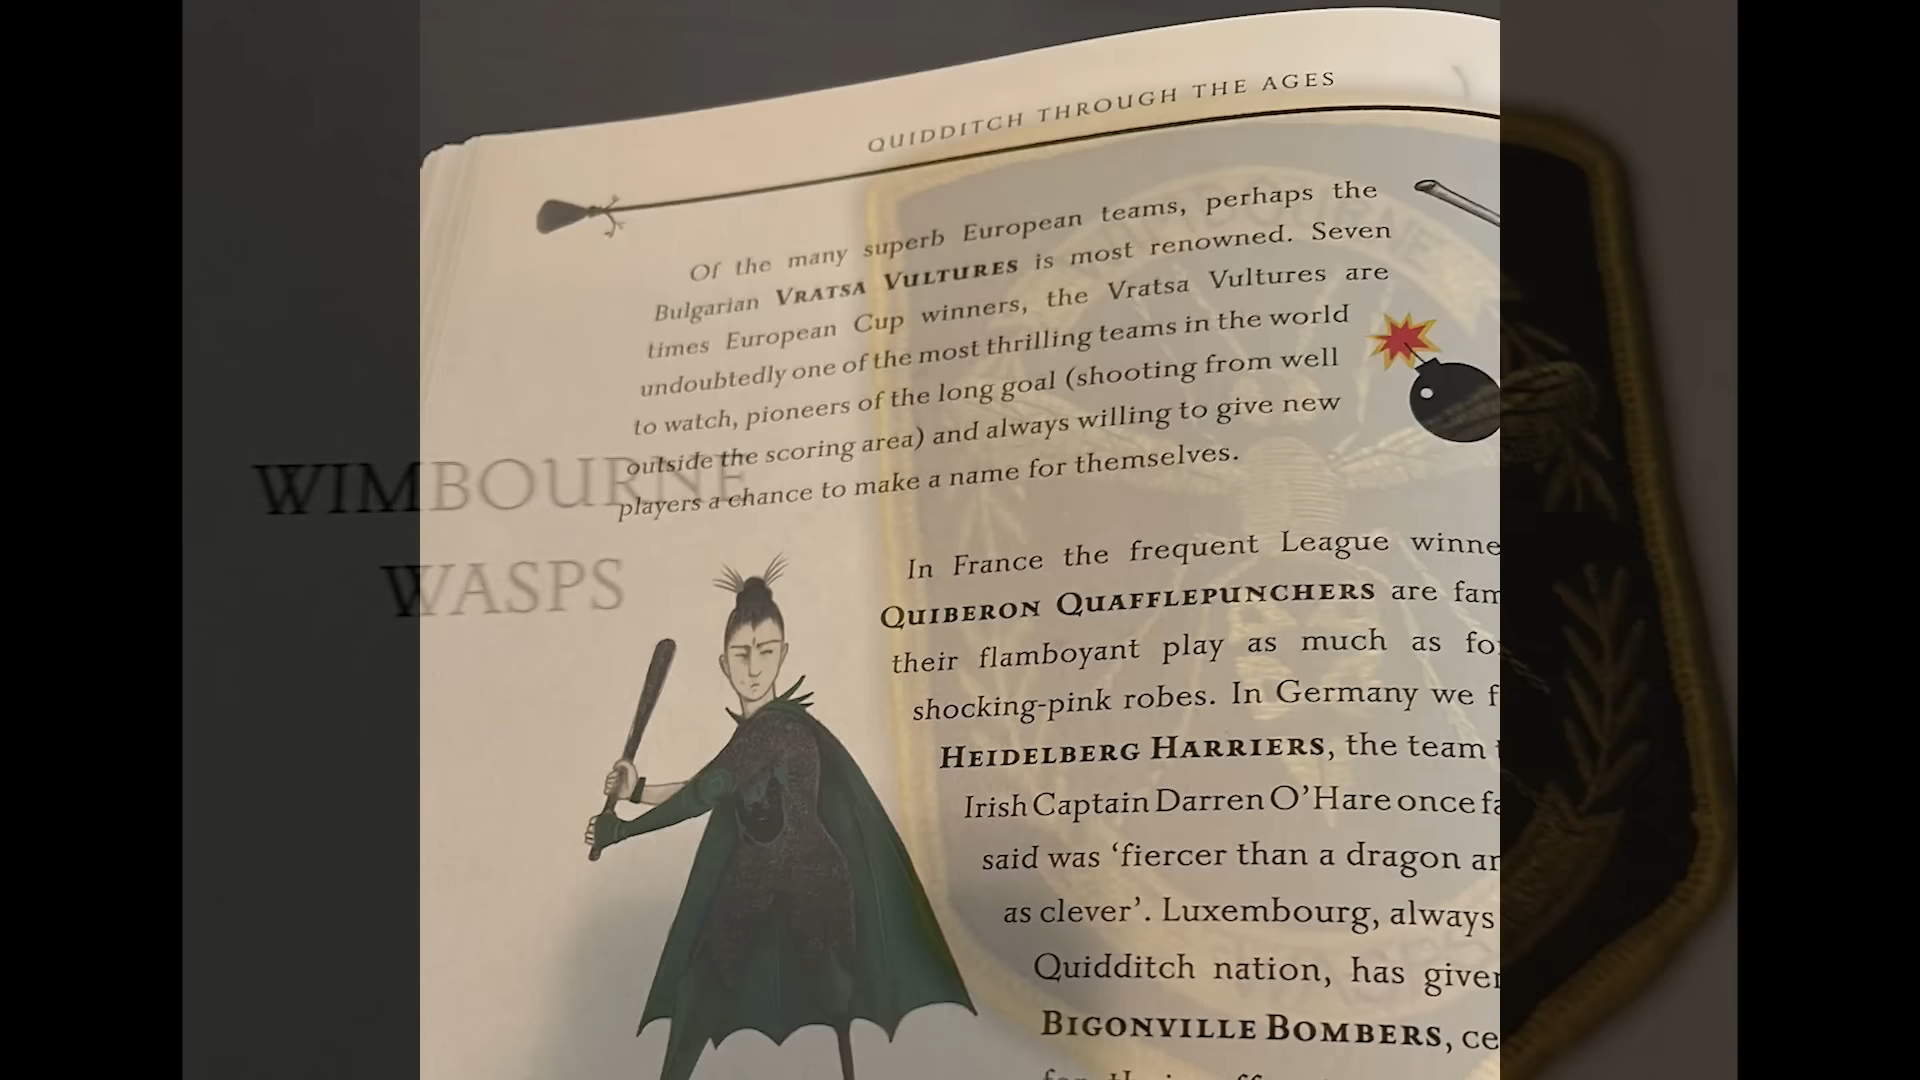 QUIDDITCH THROUGH THE AGES
Of the many superb European teams, perhaps the
Bulgarian VRATSA VULTURES is most renowned. Seven
times European Cup winners, the Vratsa Vultures are
undoubtedly one of the most thrilling teams in the world
to watch, pioneers of the long goal (shooting from well
outside the scoring area) and always willing to give new
players a chance to make a name for themselves.
WIMBOURNE
WASPS
In France the frequent League winne
QUIBERON QUAFFLEPUNCHERS are fam
their flamboyant play as much as fo
shocking-pink robes. In Germany we f
HEIDELBERG HARRIERS, the team
Irish Captain Darren O'Hare once fa
said was ‘fiercer than a dragon an
as clever’. Luxembourg, always
Quidditch nation, has given
BIGONVILLE BOMBERS, ce